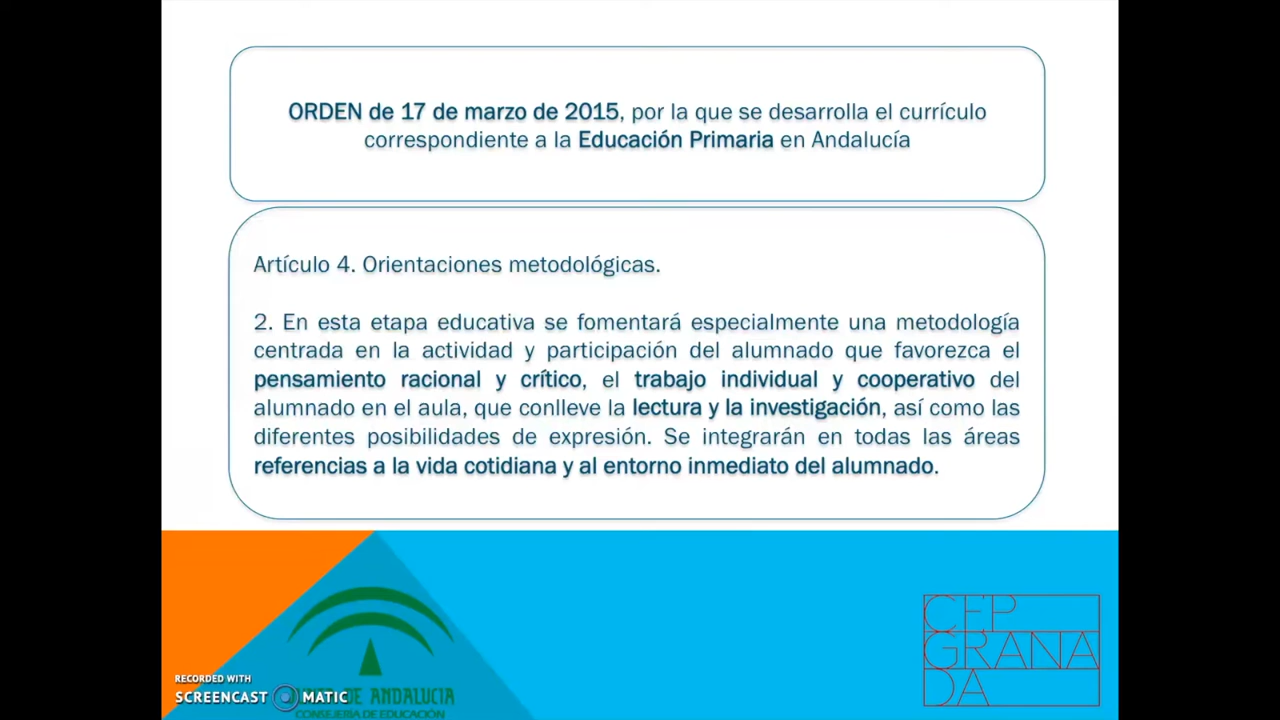 ORDEN de 17 de marzo de 2015, por la que se desarrolla el currículo
correspondiente a la Educación Primaria en Andalucía
Artículo 4. Orientaciones metodológicas.
2. En esta etapa educativa se fomentará especialmente una metodología
centrada en la actividad y participación del alumnado que favorezca el
pensamiento racional y crítico, el trabajo individual y cooperativo del
alumnado en el aula, que conlleve la lectura y la investigación, así como las
diferentes posibilidades de expresión. Se integrarán en todas las áreas
referencias a la vida cotidiana y al entorno inmediato del alumnado.
RECORDED WITH
SCREENCAST MATIC
DE ANDALUCIA
CONSEJERÍA DE EDUCACIÓN
CEP
GRANA
DA